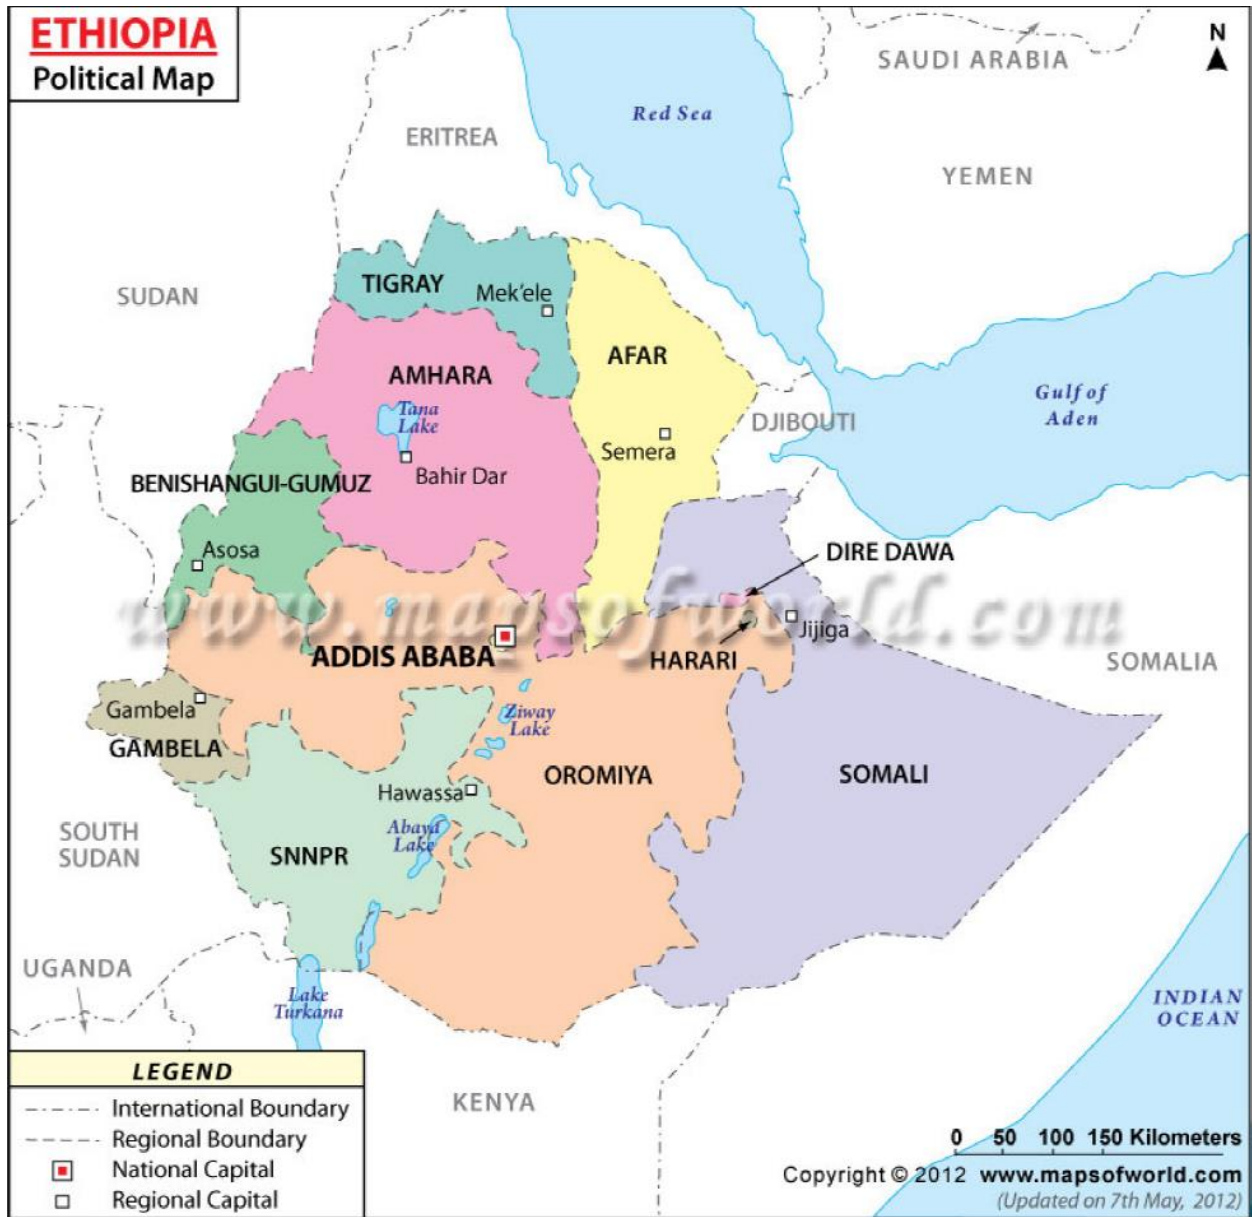 ETHIOPIA
Political Map
N
SAUDI ARABIA
Red Sea
ERITREA
YEMEN
TIGRAY
Mek'ele
SUDAN
AFAR
AMHARA
Tana
Lake
Gulf of
Aden
DJIBOUTI
Semera
Bahir Dar
BENISHANGUI-GUMUZ
Asosa
DIRE DAWA
www.mapsofworld.com
Jijiga
ADDIS ABABA
HARARI
SOMALIA
Gambela
GAMBELA
Ziway
Lake
OROMIYA
SOMALI
Hawassa
Abaya
Lake
SOUTH
SUDAN
SNNPR
UGANDA
Lake
Turkana
INDIAN
OCEAN
LEGEND
International Boundary
Regional Boundary
National Capital
Regional Capital
KENYA
0 50 100 150 Kilometers
Copyright © 2012 www.mapsofworld.com
(Updated on 7th May, 2012)